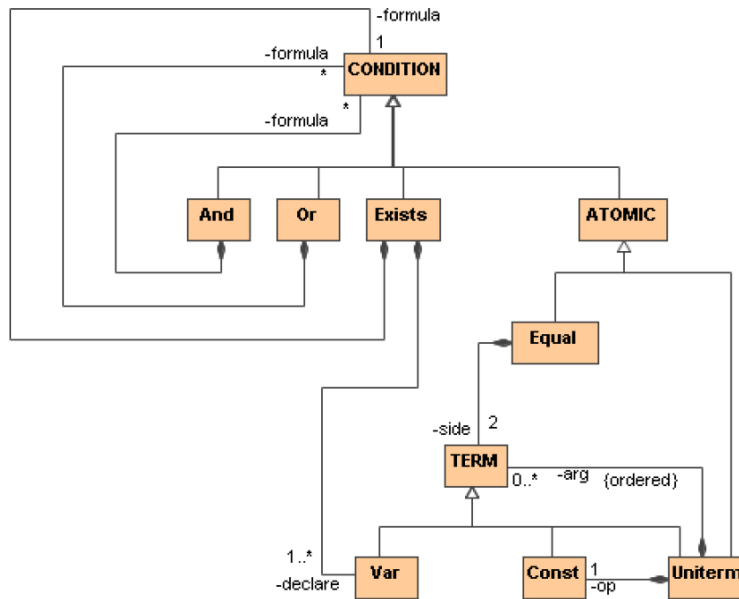 -formula
1
-formula
*
CONDITION
*
-formula
And
Or
Exists
ATOMIC
Equal
-side
2
TERM
0..*
-arg
{ordered}
1..*
-declare
Var
Const
1
-op
Uniterm